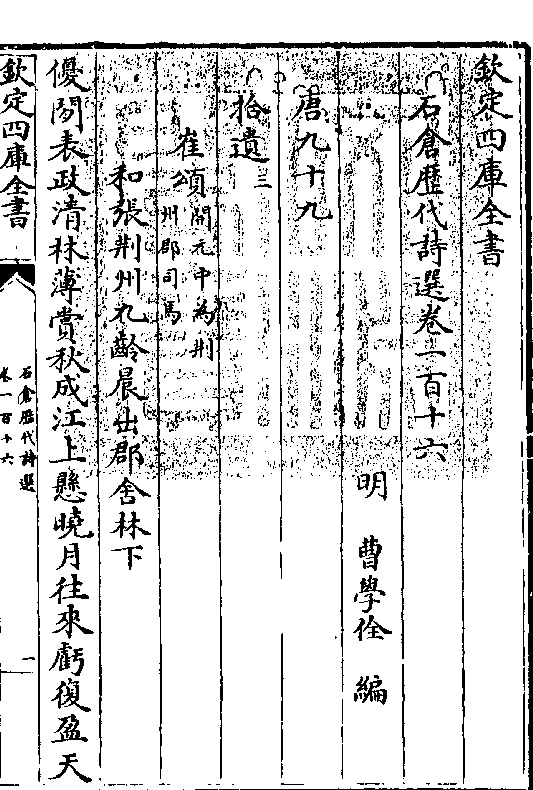 欽定四庫全書
石倉歴代詩選卷一百十六
明 曹學佺 編
唐九十九
拾遺三
崔頌 開元中為荆
州郡司馬
和張荆州九齡晨出郡舍林下
優閒表政清林薄賞秋成江上懸曉月往來虧復盈天
欽定四庫全書
石倉歴代詩選
卷一百十六
一